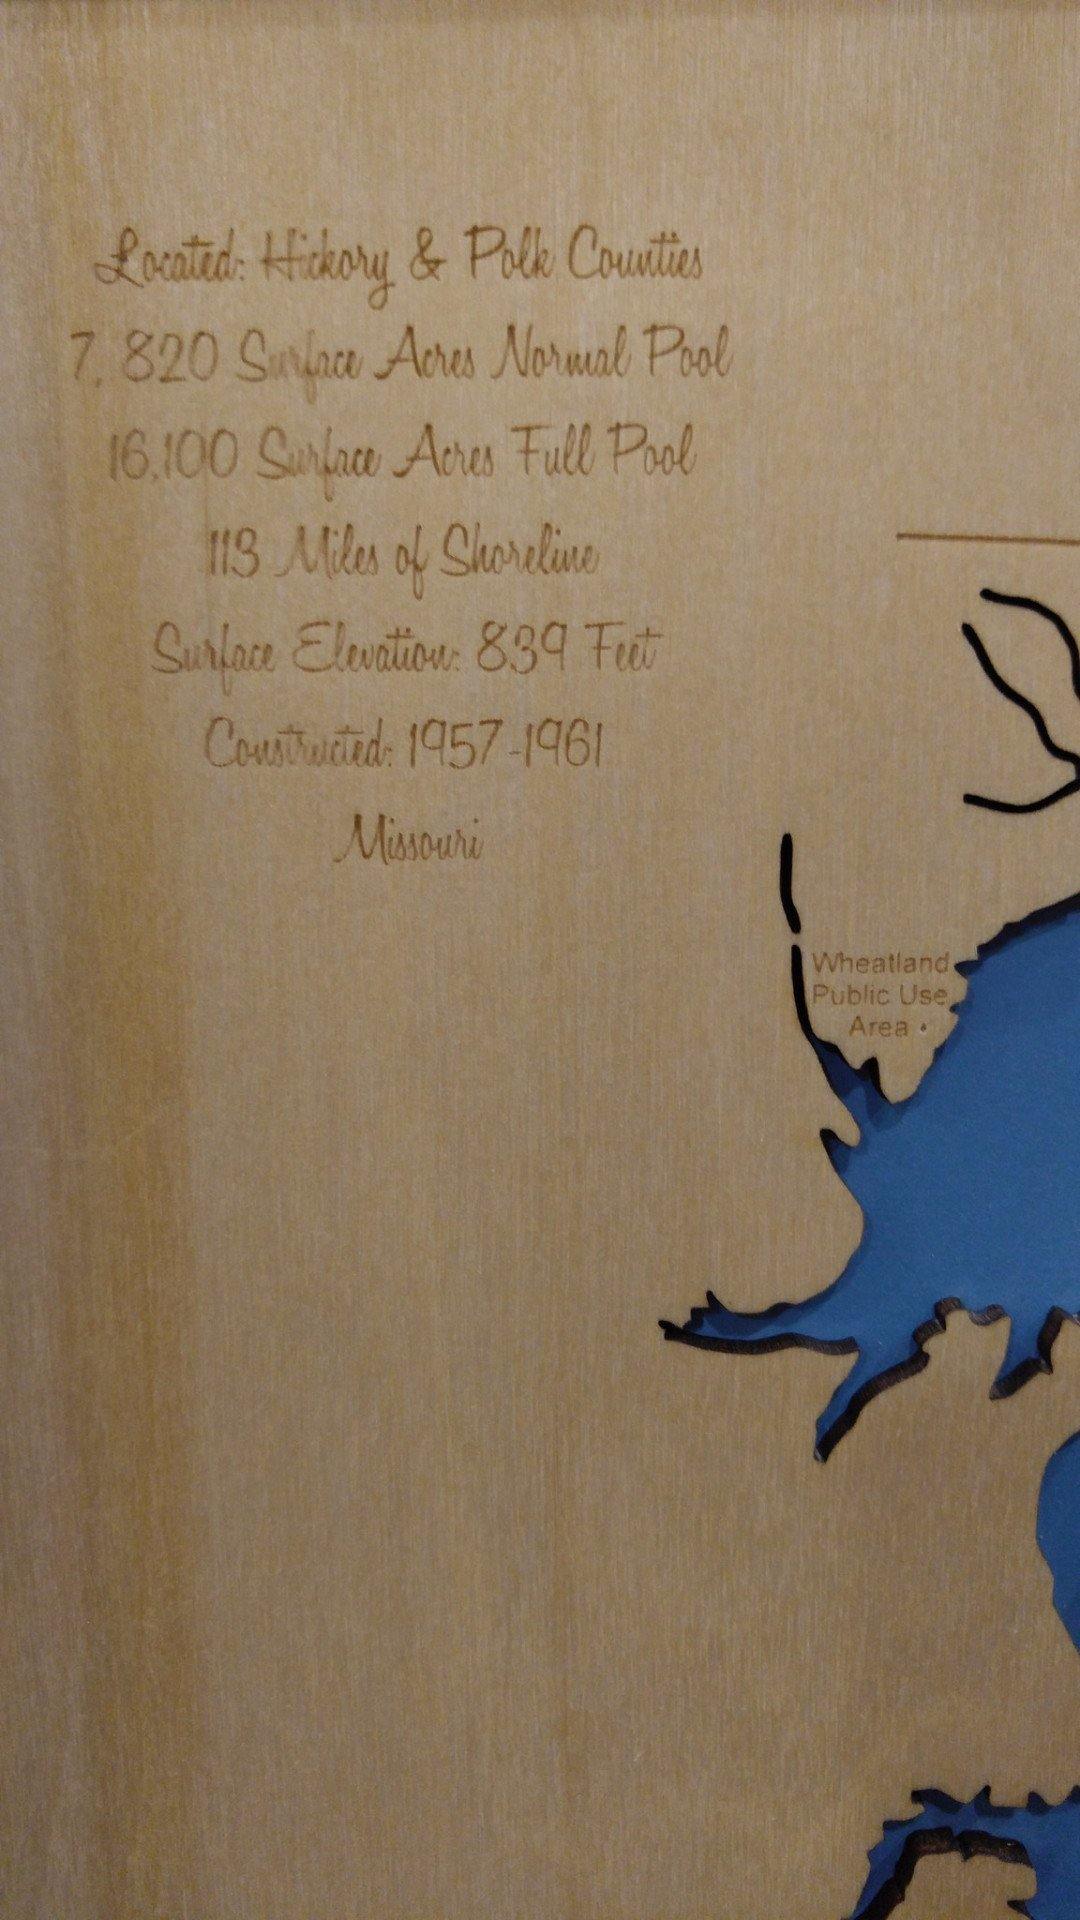 Located: Hickory & Polk Counties
7, 820 Surface Acres Normal Pool
16,100 Surface Acres Full Pool
113 Miles of Shoreline
Surface Elevation: 839 Feet
Constructed: 1957-1961
Missouri
Wheatland
Public Use
Area